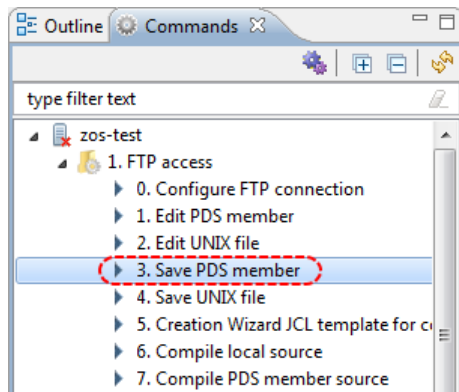 Outline Commands
type filter text
zos-test
1. FTP access
0. Configure FTP connection
1. Edit PDS member
2. Edit UNIX file
3. Save PDS member
4. Save UNIX file
5. Creation Wizard JCL template for
6. Compile local source
7. Compile PDS member source